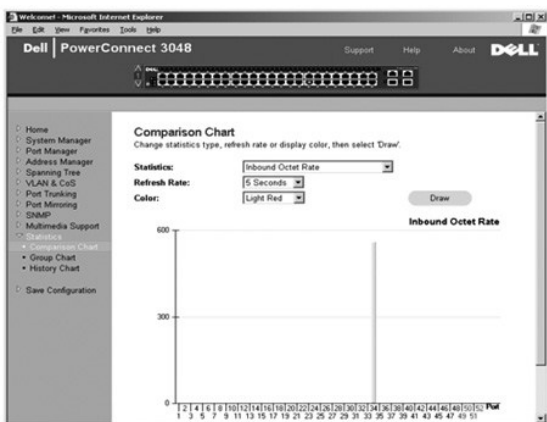 Welcome! - Microsoft Internet Explorer
File Edit View Favorites Tools Help
Dell | PowerConnect 3048
Support Help About DELL
Home
System Manager
Port Manager
Address Manager
Spanning Tree
VLAN & CoS
Port Trunking
Port Mirroring
SNMP
Multimedia Support
Statistics
Comparison Chart
Group Chart
History Chart
Save Configuration
Comparison Chart
Change statistics type, refresh rate or display color, then select 'Draw'.
Statistics: Inbound Octet Rate
Refresh Rate: 5 Seconds
Color: Light Red
Draw
Inbound Octet Rate
600
300
0
2 4 6 8 10 12 14 16 18 20 22 24 26 28 30 32 34 36 38 40 42 44 46 48 50 52 Port
1 3 5 7 9 11 13 15 17 19 21 23 25 27 29 31 33 35 37 39 41 43 45 47 49 51